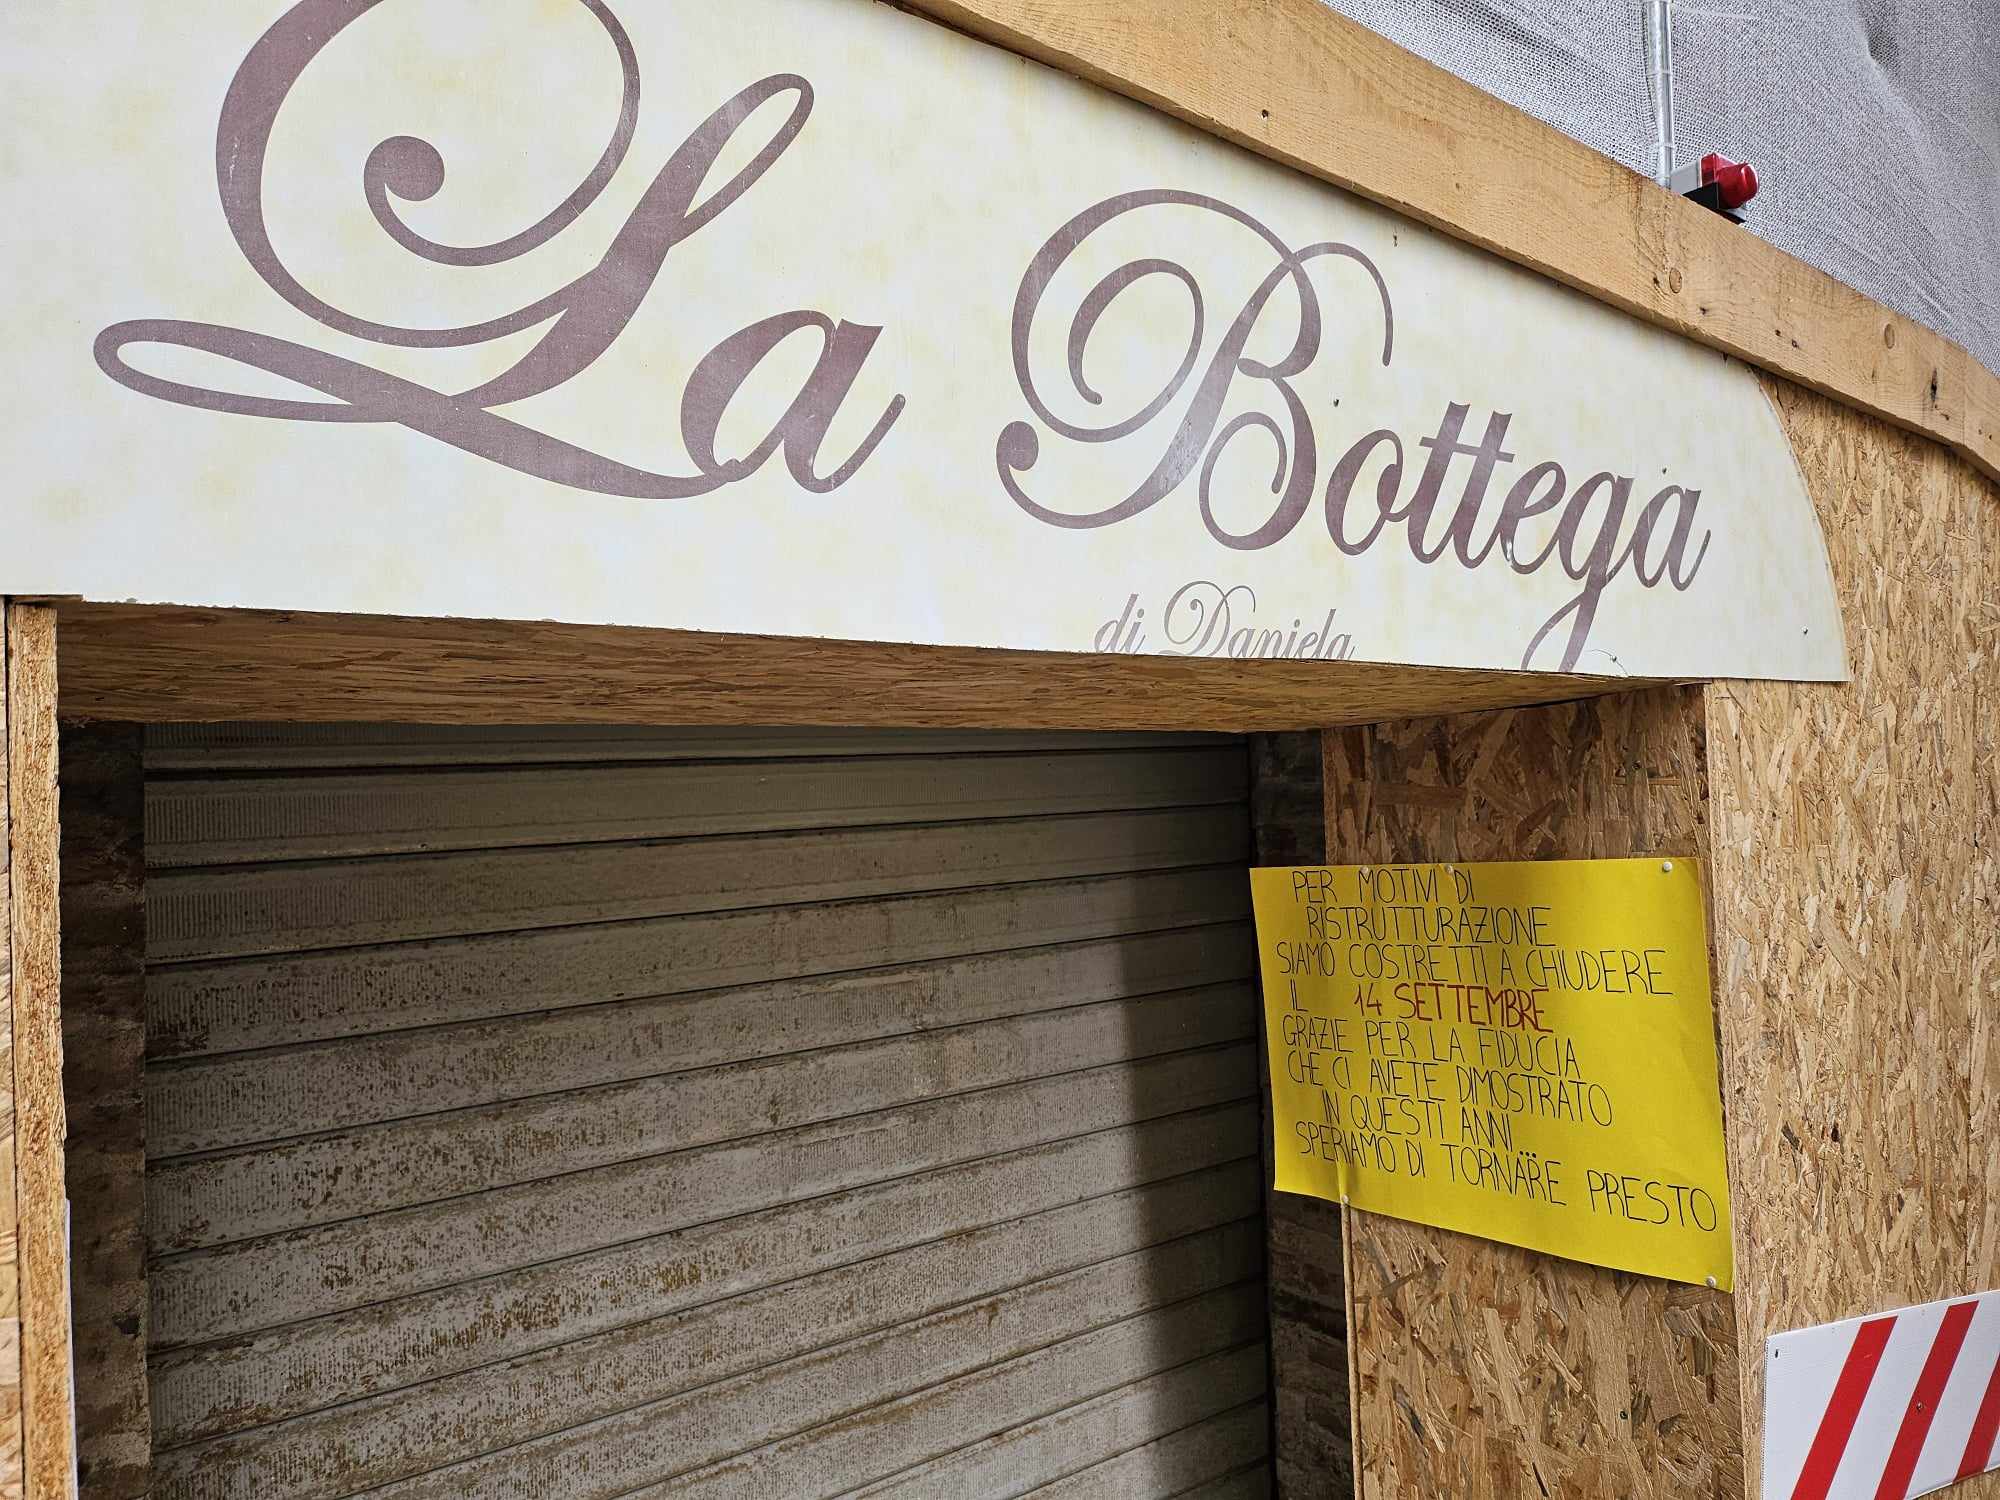 La Bottega
di Daniela
PER MOTIVI DI
RISTRUTTURAZIONE
SIAMO COSTRETTI A CHIUDERE
IL 14 SETTEMBRE
GRAZIE PER LA FIDUCIA
CHE CI AVETE DIMOSTRATO
IN QUESTI ANNI...
SPERIAMO DI TORNARE PRESTO